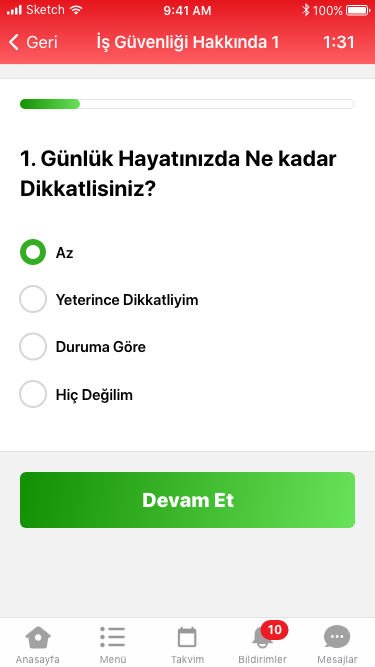 Sketch 9:41 AM 100%
Geri İş Güvenliği Hakkında 1 1:31
1. Günlük Hayatınızda Ne kadar
Dikkatlisiniz?
Az
Yeterince Dikkatliyim
Duruma Göre
Hiç Değilim
Devam Et
10
Anasayfa Menü Takvim Bildirimler Mesajlar